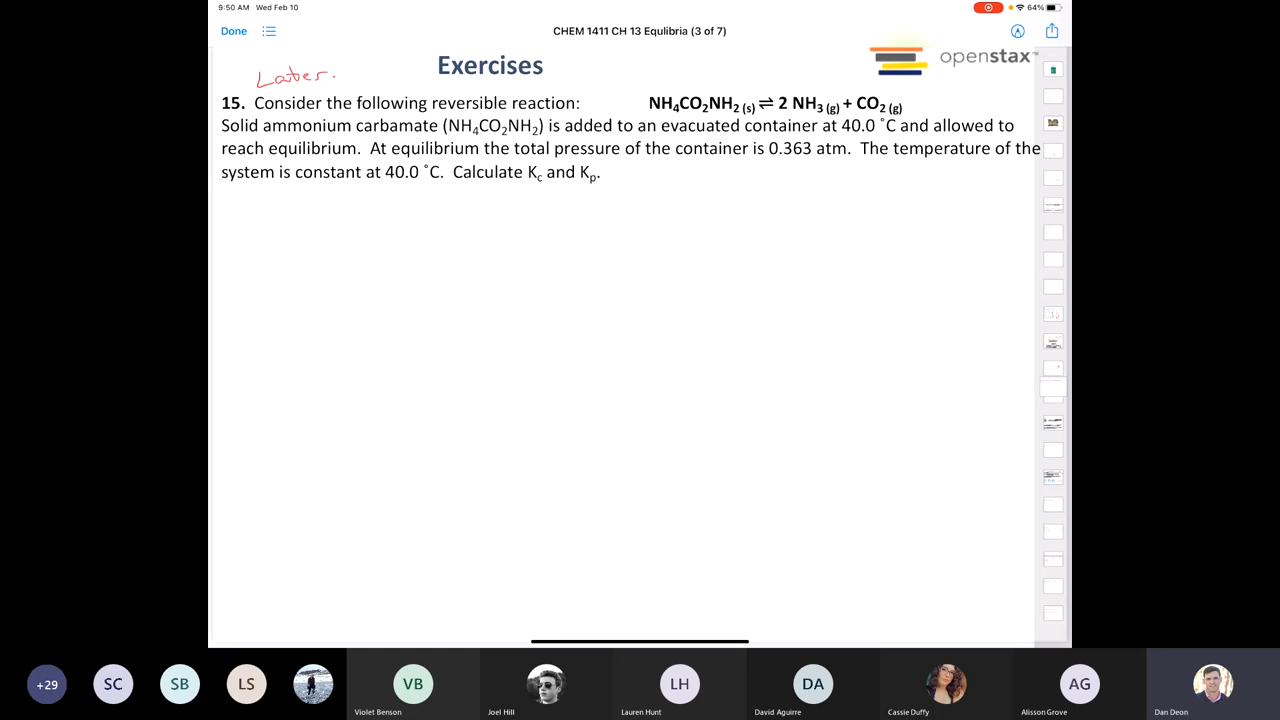 9:50 AM Wed Feb 10
64%
Done
CHEM 1411 CH 13 Equlibria (3 of 7)
openstax™
Exercises
Later.
15. Consider the following reversible reaction: NH₄CO₂NH₂ (s) ⇌ 2 NH₃ (g) + CO₂ (g)
Solid ammonium carbamate (NH₄CO₂NH₂) is added to an evacuated container at 40.0 ˚C and allowed to
reach equilibrium. At equilibrium the total pressure of the container is 0.363 atm. The temperature of the
system is constant at 40.0 ˚C. Calculate Kc and Kp.
+29
SC
SB
LS
VB
LH
DA
AG
Violet Benson
Joel Hill
Lauren Hunt
David Aguirre
Cassie Duffy
Alisson Grove
Dan Deon